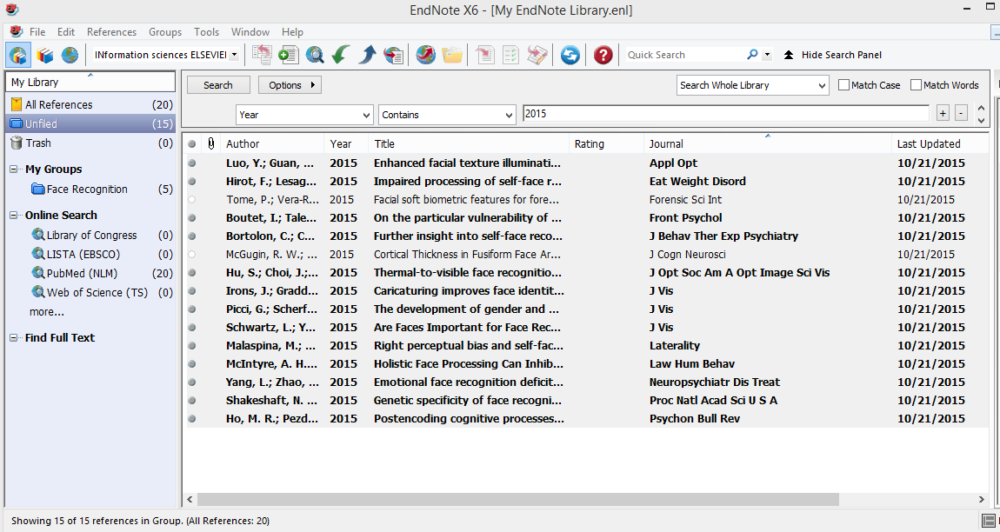 EndNote X6 - [My EndNote Library.enl]
File Edit References Groups Tools Window Help
INformation sciences ELSEVIEI Quick Search Hide Search Panel
My Library
All References (20)
Unfiled (15)
Trash (0)
My Groups
Face Recognition (5)
Online Search
Library of Congress (0)
LISTA (EBSCO) (0)
PubMed (NLM) (20)
Web of Science (TS) (0)
more...
Find Full Text
Search Options Search Whole Library Match Case Match Words
Year Contains 2015 + -
Author Year Title Rating Journal Last Updated
Luo, Y.; Guan, ... 2015 Enhanced facial texture illuminati... Appl Opt 10/21/2015
Hirot, F.; Lesag... 2015 Impaired processing of self-face r... Eat Weight Disord 10/21/2015
Tome, P.; Vera-R... 2015 Facial soft biometric features for fore... Forensic Sci Int 10/21/2015
Boutet, I.; Tale... 2015 On the particular vulnerability of ... Front Psychol 10/21/2015
Bortolon, C.; C... 2015 Further insight into self-face reco... J Behav Ther Exp Psychiatry 10/21/2015
McGugin, R. W.; ... 2015 Cortical Thickness in Fusiform Face Ar... J Cogn Neurosci 10/21/2015
Hu, S.; Choi, J.;... 2015 Thermal-to-visible face recognitio... J Opt Soc Am A Opt Image Sci Vis 10/21/2015
Irons, J.; Gradd... 2015 Caricaturing improves face identit... J Vis 10/21/2015
Picci, G.; Scherf... 2015 The development of gender and ... J Vis 10/21/2015
Schwartz, L.; Y... 2015 Are Faces Important for Face Rec... J Vis 10/21/2015
Malaspina, M.; ... 2015 Right perceptual bias and self-fac... Laterality 10/21/2015
McIntyre, A. H.... 2015 Holistic Face Processing Can Inhib... Law Hum Behav 10/21/2015
Yang, L.; Zhao, ... 2015 Emotional face recognition deficit... Neuropsychiatr Dis Treat 10/21/2015
Shakeshaft, N. ... 2015 Genetic specificity of face recogni... Proc Natl Acad Sci U S A 10/21/2015
Ho, M. R.; Pezd... 2015 Postencoding cognitive processes... Psychon Bull Rev 10/21/2015
Showing 15 of 15 references in Group. (All References: 20)